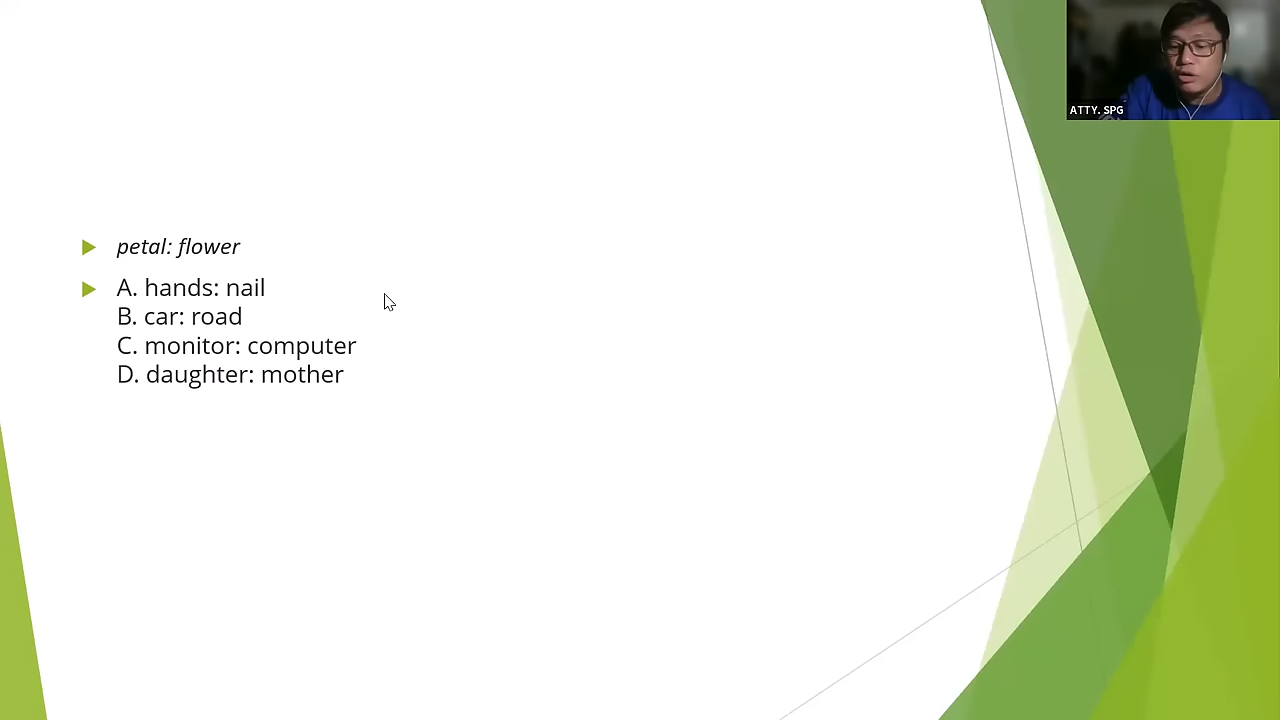 ATTY. SPG
petal: flower
A. hands: nail
B. car: road
C. monitor: computer
D. daughter: mother